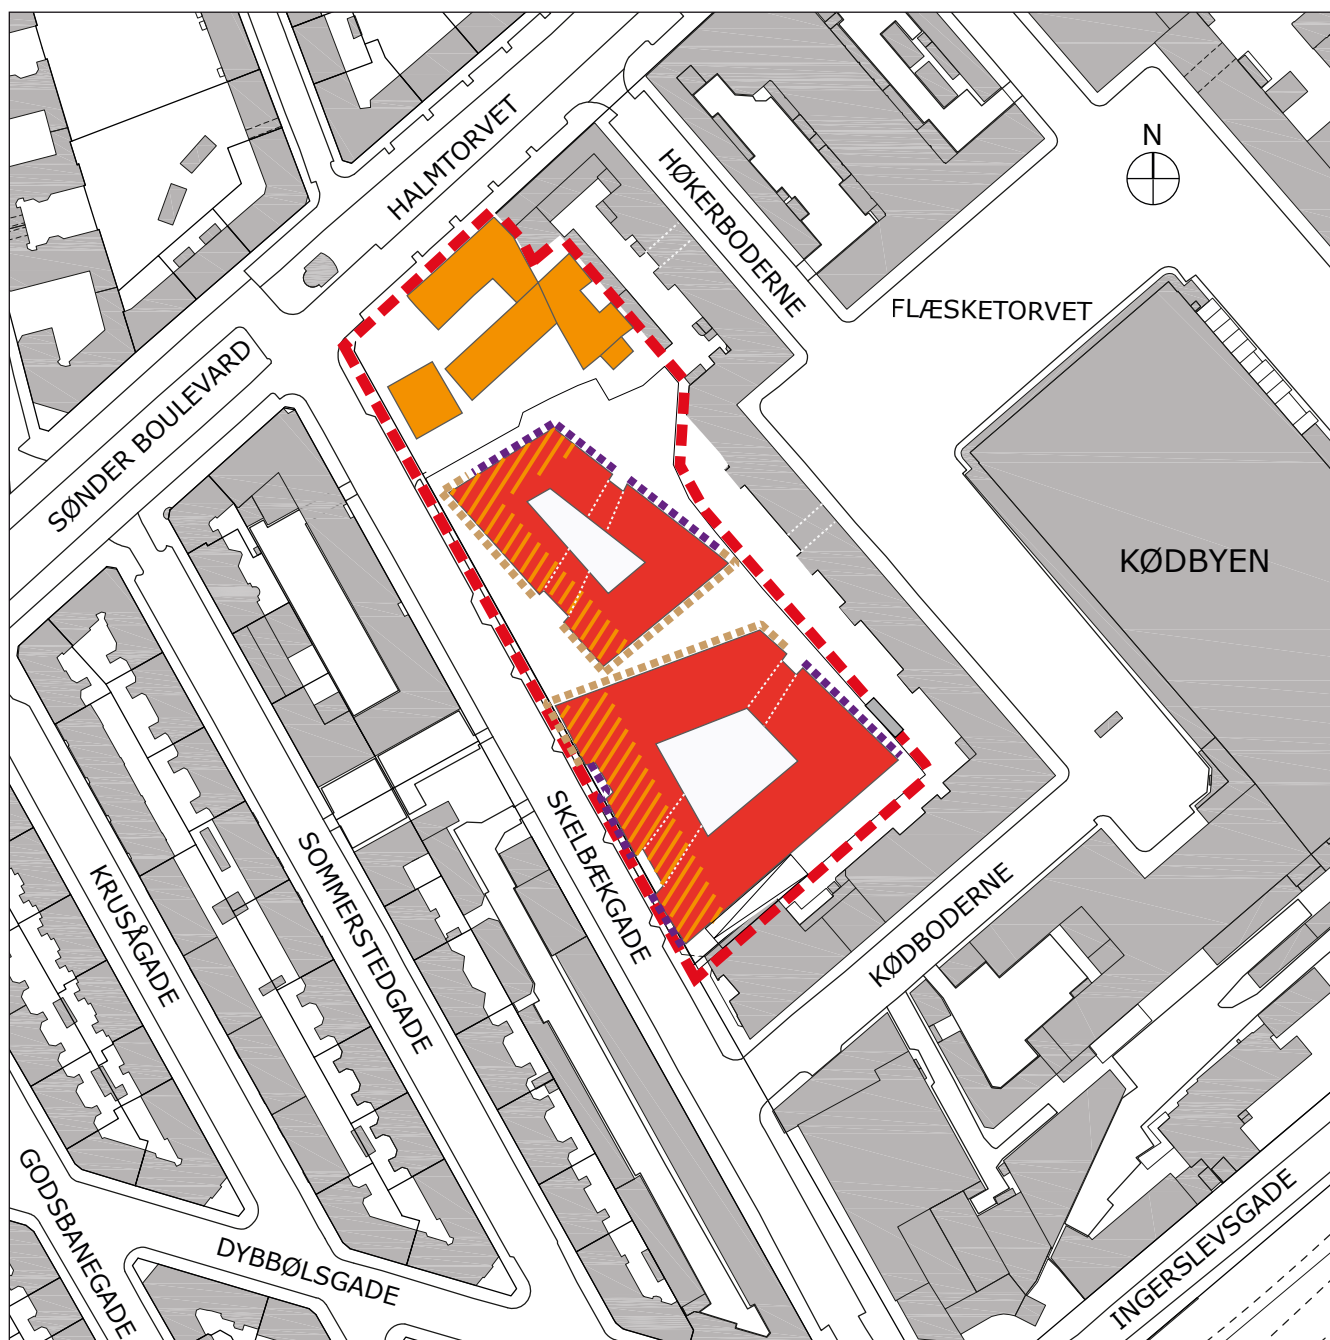 HALMTORVET
N
HØKERBODERNE
FLÆSKETORVET
SØNDER BOULEVARD
KØDBYEN
SKELBÆKGADE
SOMMERSTEDGADE
KRUSÅGADE
KØDBODERNE
GODSBANEGADE
DYBBØLSGADE
INGERSLEVSGADE